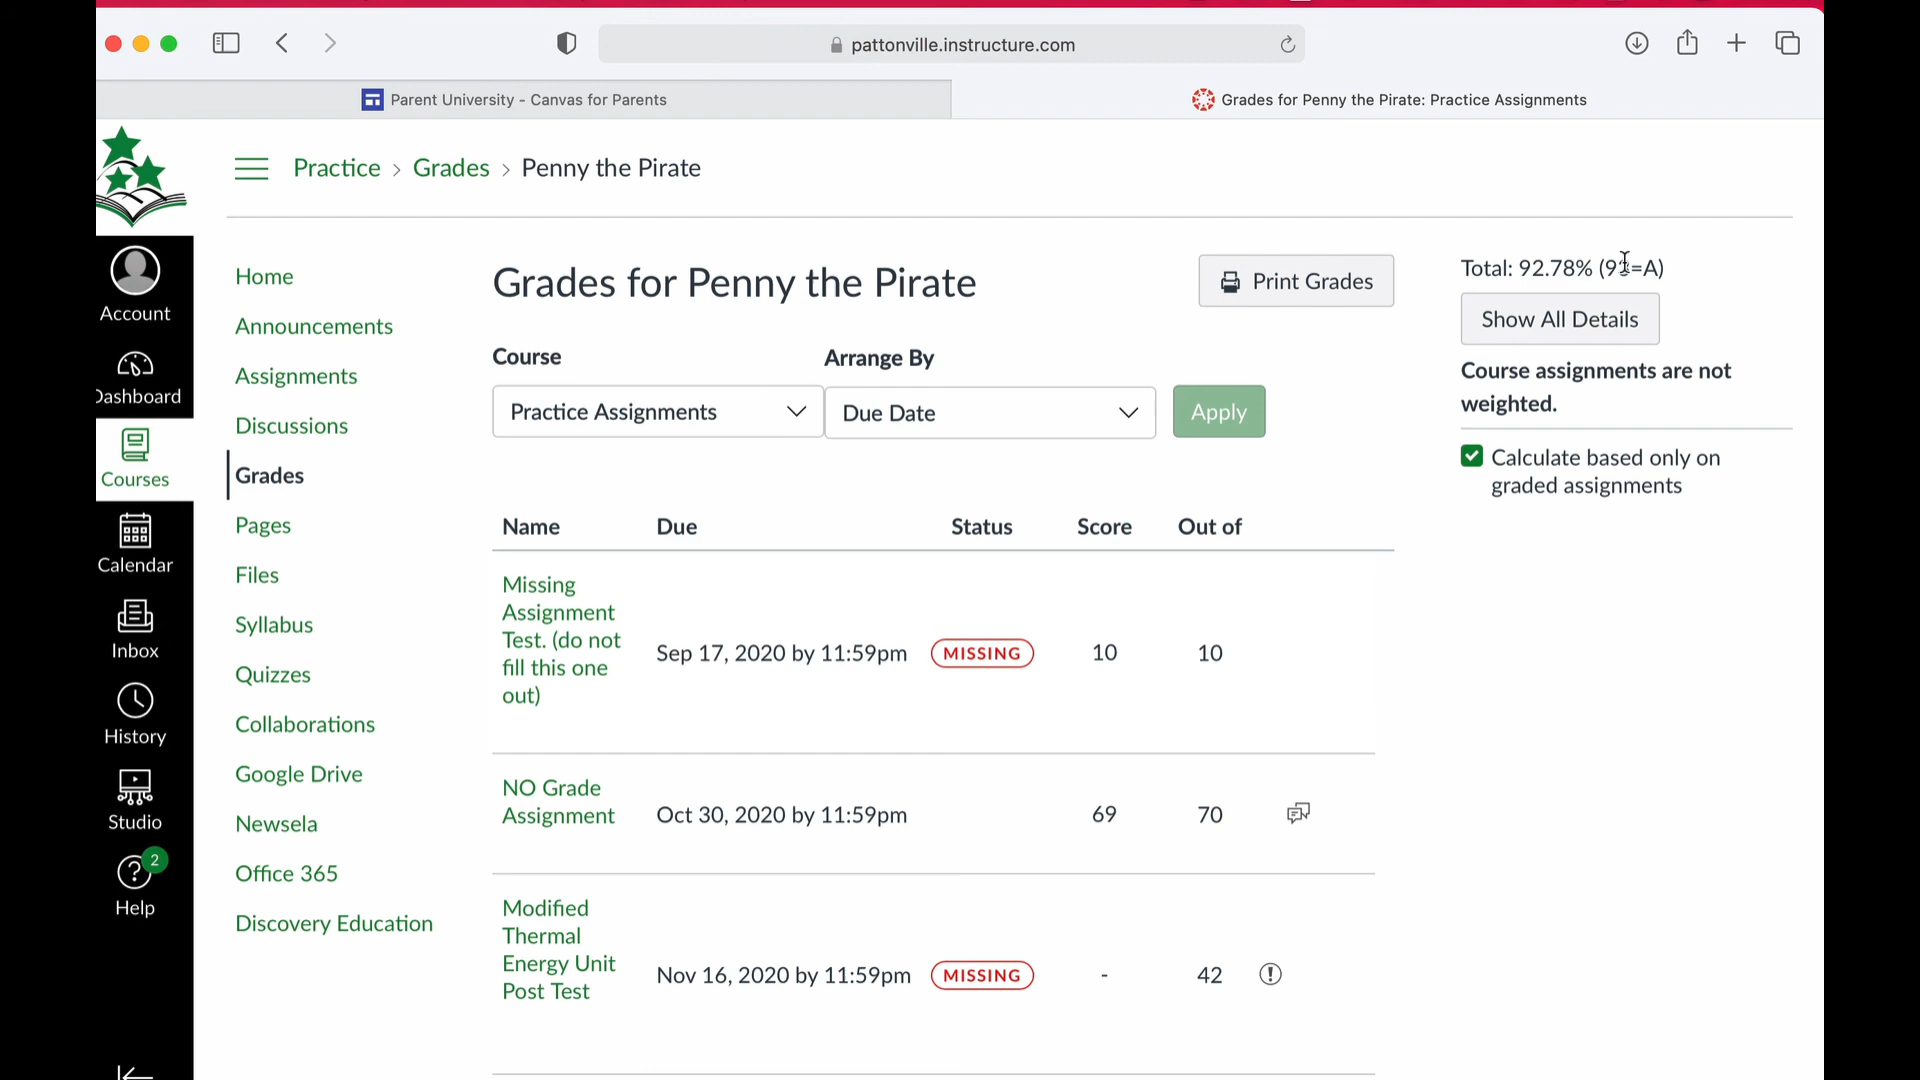 pattonville.instructure.com
Parent University - Canvas for Parents
Grades for Penny the Pirate: Practice Assignments
Practice > Grades > Penny the Pirate
Account
Dashboard
Courses
Calendar
Inbox
History
Studio
2
Help
Home
Announcements
Assignments
Discussions
Grades
Pages
Files
Syllabus
Quizzes
Collaborations
Google Drive
Newsela
Office 365
Discovery Education
Grades for Penny the Pirate
Print Grades
Course
Arrange By
Practice Assignments
Due Date
Apply
Name Due Status Score Out of
Missing
Assignment
Test. (do not
fill this one
out)
Sep 17, 2020 by 11:59pm MISSING 10 10
NO Grade
Assignment
Oct 30, 2020 by 11:59pm 69 70
Modified
Thermal
Energy Unit
Post Test
Nov 16, 2020 by 11:59pm MISSING - 42
Total: 92.78%
Show All Details
Course assignments are not
weighted.
Calculate based only on
graded assignments